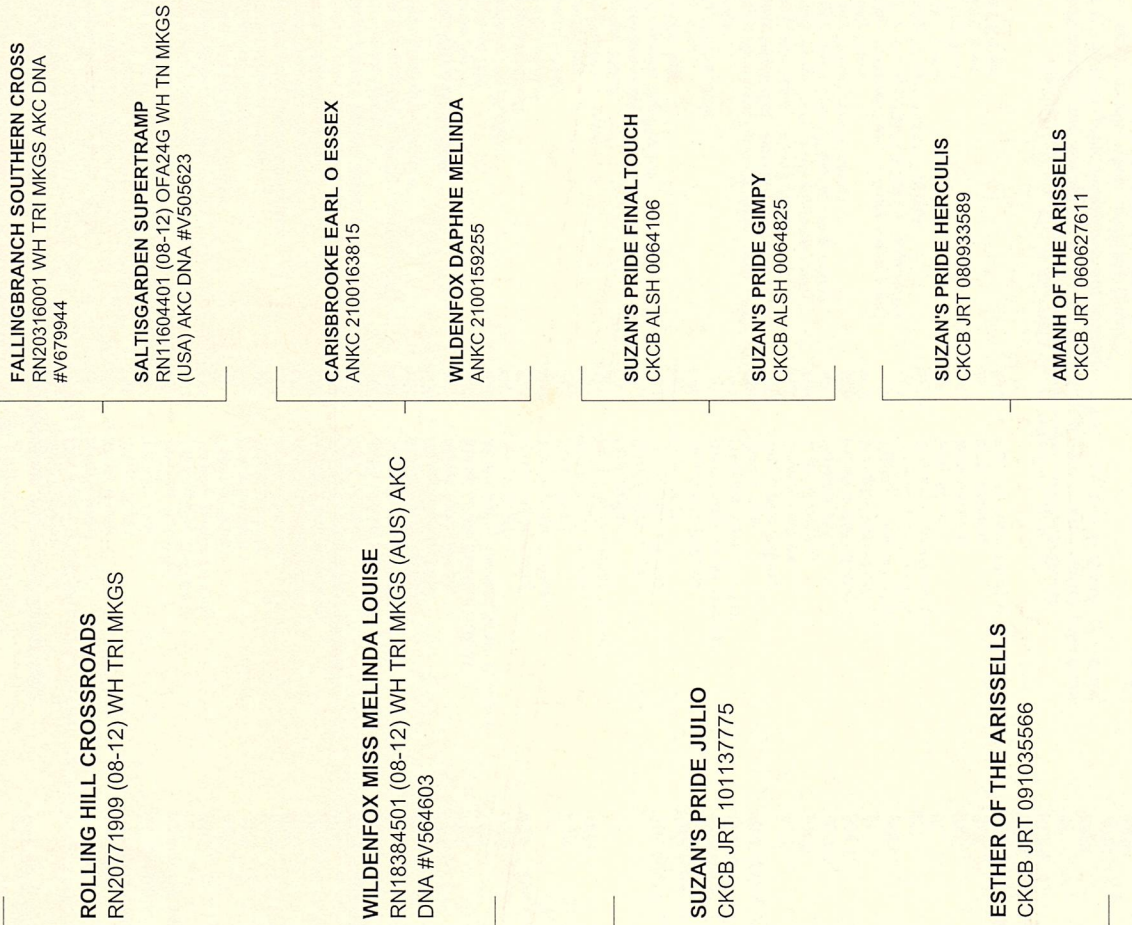 FALLINGBRANCH SOUTHERN CROSS
RN20316001 WH TRI MKGS AKC DNA
#V679944
SALTISGARDEN SUPERTRAMP
RN11604401 (08-12) OFA24G WH TN MKGS
(USA) AKC DNA #V505623
CARISBROOKE EARL O ESSEX
ANKC 2100163815
WILDENFOX DAPHNE MELINDA
ANKC 2100159255
SUZAN'S PRIDE FINALTOUCH
CKCB ALSH 0064106
SUZAN'S PRIDE GIMPY
CKCB ALSH 0064825
SUZAN'S PRIDE HERCULIS
CKCB JRT 080933589
AMANH OF THE ARISSELLS
CKCB JRT 060627611
ROLLING HILL CROSSROADS
RN20771909 (08-12) WH TRI MKGS
WILDENFOX MISS MELINDA LOUISE
RN18384501 (08-12) WH TRI MKGS (AUS) AKC
DNA #V564603
SUZAN'S PRIDE JULIO
CKCB JRT 101137775
ESTHER OF THE ARISSELLS
CKCB JRT 091035566